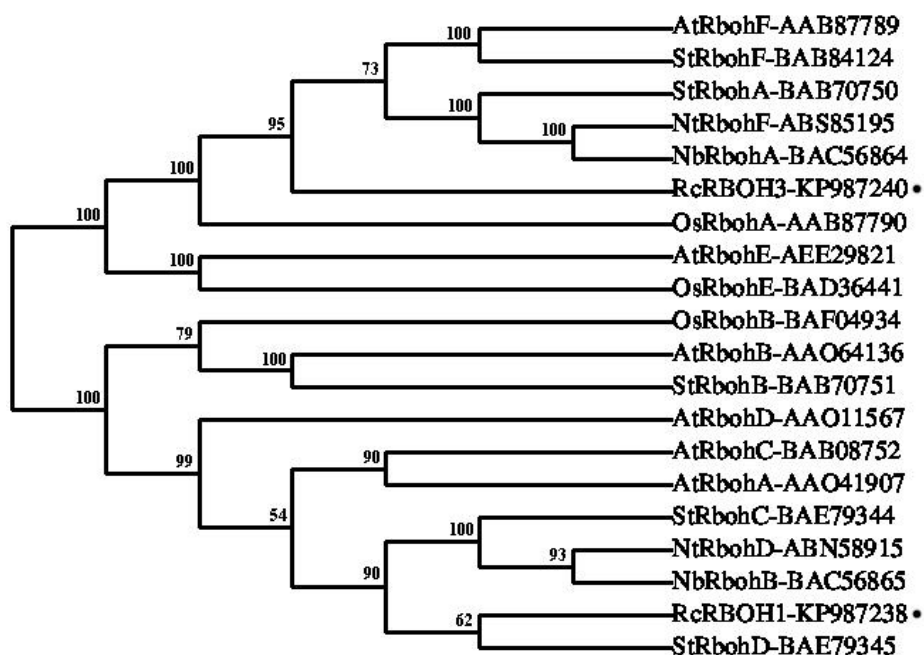 AtRbohF-AAB87789
100
StRbohF-BAB84124
73
StRbohA-BAB70750
100
NtRbohF-ABS85195
95
100
NbRbohA-BAC56864
100
RcRBOH3-KP987240•
100
OsRbohA-AAB87790
AtRbohE-AEE29821
100
OsRbohE-BAD36441
OsRbohB-BAF04934
79
AtRbohB-AAO64136
100
StRbohB-BAB70751
100
AtRbohD-AAO11567
99
AtRbohC-BAB08752
90
AtRbohA-AAO41907
54
StRbohC-BAE79344
100
NtRbohD-ABN58915
93
NbRbohB-BAC56865
90
RcRBOH1-KP987238•
62
StRbohD-BAE79345